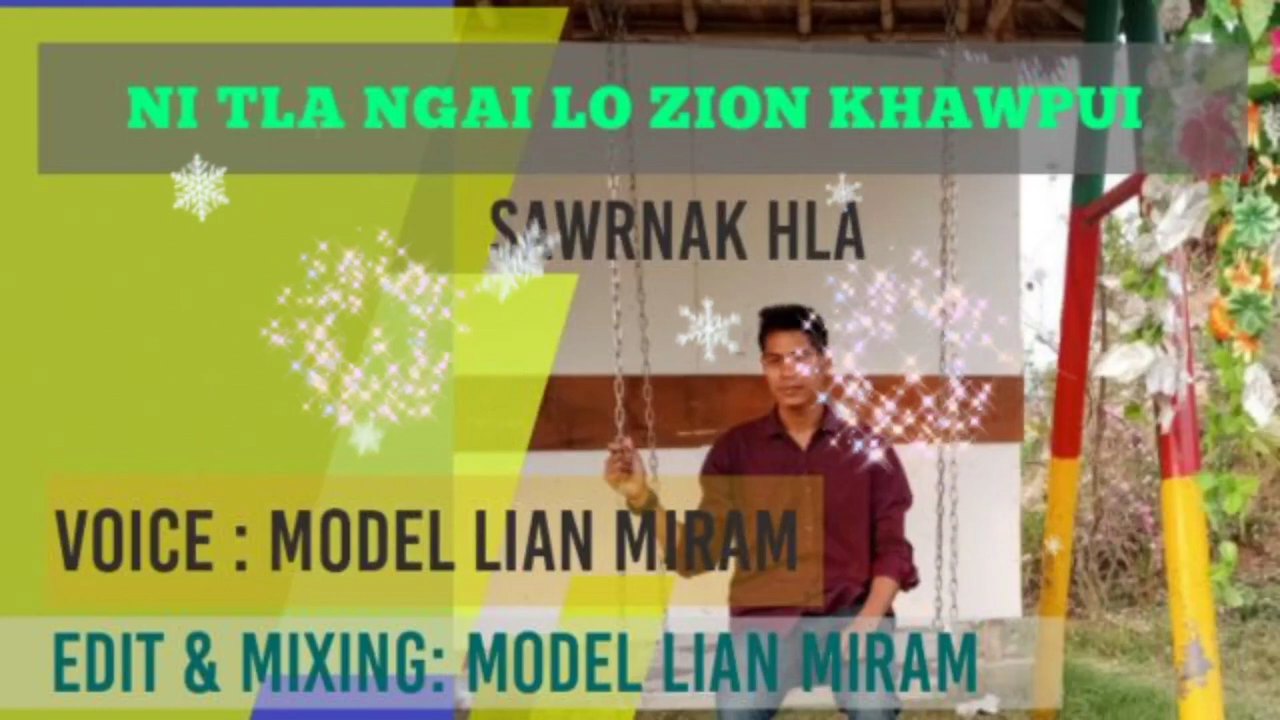 NI TLA NGAI LO ZION KHAWPUI
SAWRNAK HLA
VOICE : MODEL LIAN MIRAM
EDIT & MIXING: MODEL LIAN MIRAM